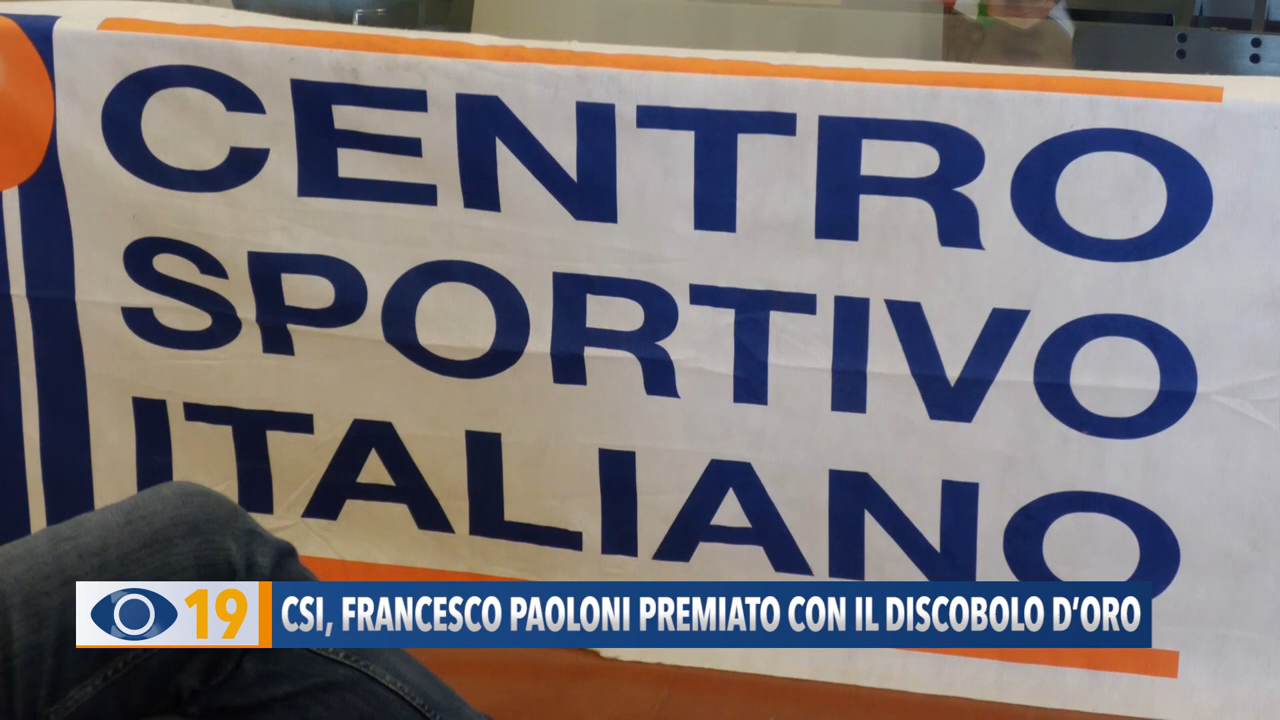 CENTRO
SPORTIVO
ITALIANO
19 CSI, FRANCESCO PAOLONI PREMIATO CON IL DISCOBOLO D'ORO